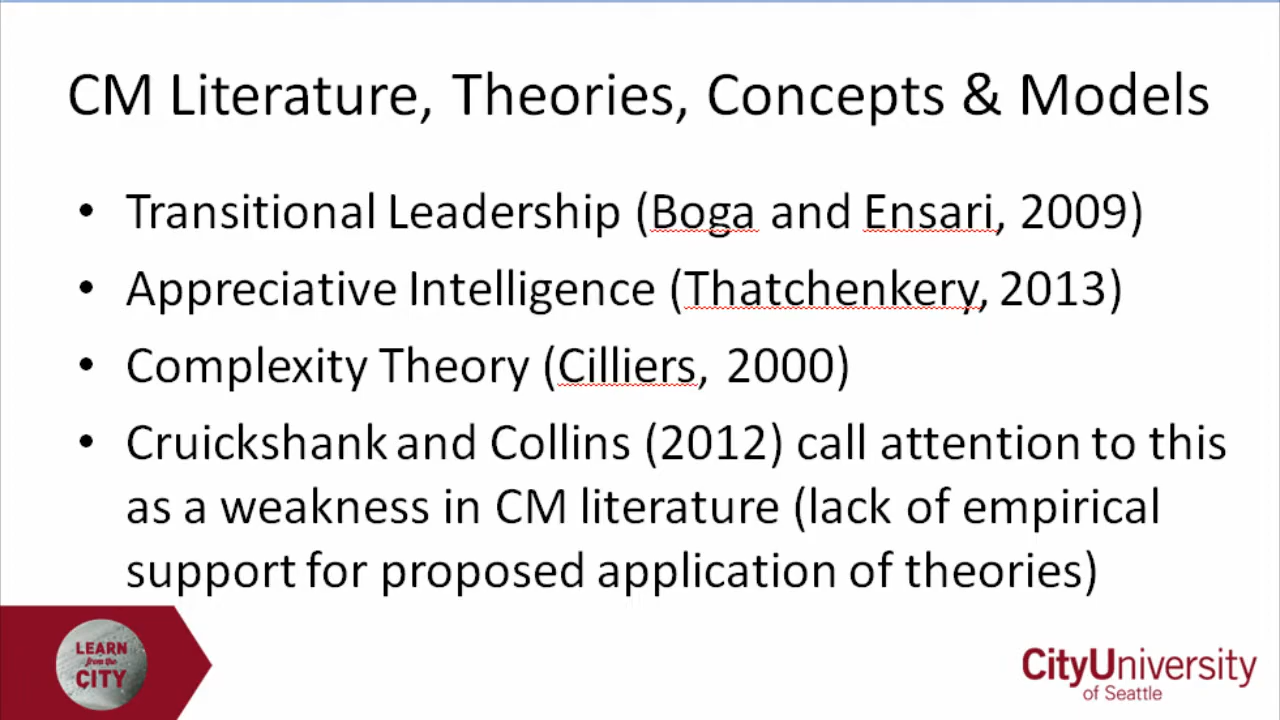 CM Literature, Theories, Concepts & Models
• Transitional Leadership (Boga and Ensari, 2009)
• Appreciative Intelligence (Thatchenkery, 2013)
• Complexity Theory (Cilliers, 2000)
• Cruickshank and Collins (2012) call attention to this
as a weakness in CM literature (lack of empirical
support for proposed application of theories)
LEARN
from the
CITY
CityUniversity
of Seattle